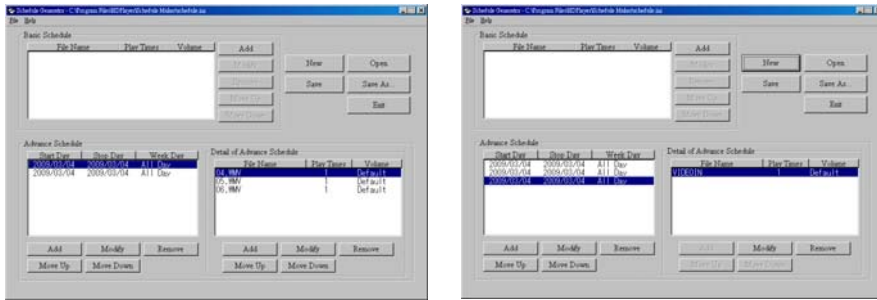 Schedule Generator - C:\Program Files\HDPlayer\Schedule Maker\schedule.ini
File Help
Basic Schedule
File Name Play Times Volume
Add
Modify
Remove
Move Up
Move Down
New Open
Save Save As...
Exit
Advance Schedule
Start Day Stop Day Week Day
2009/03/04 2009/03/04 All Day
2009/03/04 2009/03/04 All Day
Add Modify Remove
Move Up Move Down
Detail of Advance Schedule
File Name Play Times Volume
04.WMV 1 Default
05.WMV 1 Default
06.WMV 1 Default
Add Modify Remove
Move Up Move Down
Schedule Generator - C:\Program Files\HDPlayer\Schedule Maker\schedule.ini
File Help
Basic Schedule
File Name Play Times Volume
Add
Modify
Remove
Move Up
Move Down
New Open
Save Save As...
Exit
Advance Schedule
Start Day Stop Day Week Day
2009/03/04 2009/03/04 All Day
2009/03/04 2009/03/04 All Day
2009/03/04 2009/03/04 All Day
Add Modify Remove
Move Up Move Down
Detail of Advance Schedule
File Name Play Times Volume
VIDEOIN 1 Default
Add Modify Remove
Move Up Move Down